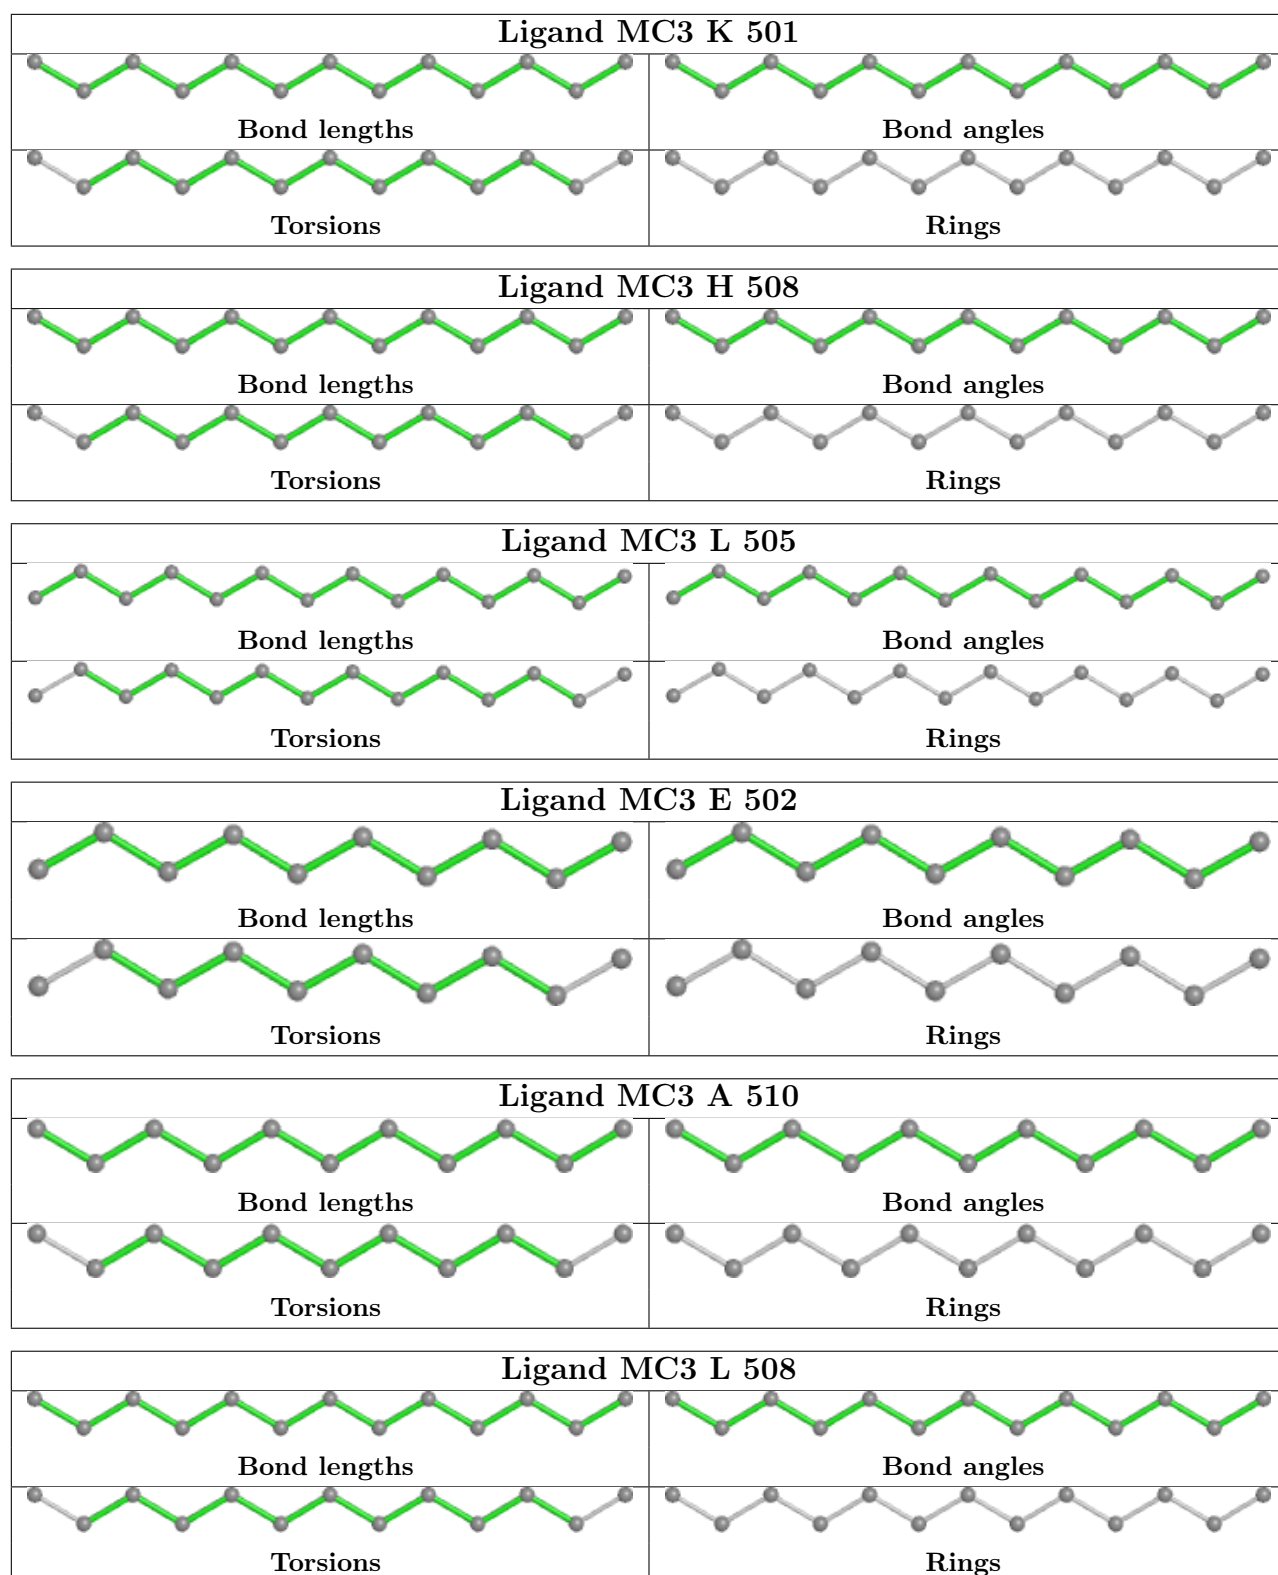 Ligand MC3 K 501
Bond lengths Bond angles
Torsions Rings
Ligand MC3 H 508
Bond lengths Bond angles
Torsions Rings
Ligand MC3 L 505
Bond lengths Bond angles
Torsions Rings
Ligand MC3 E 502
Bond lengths Bond angles
Torsions Rings
Ligand MC3 A 510
Bond lengths Bond angles
Torsions Rings
Ligand MC3 L 508
Bond lengths Bond angles
Torsions Rings